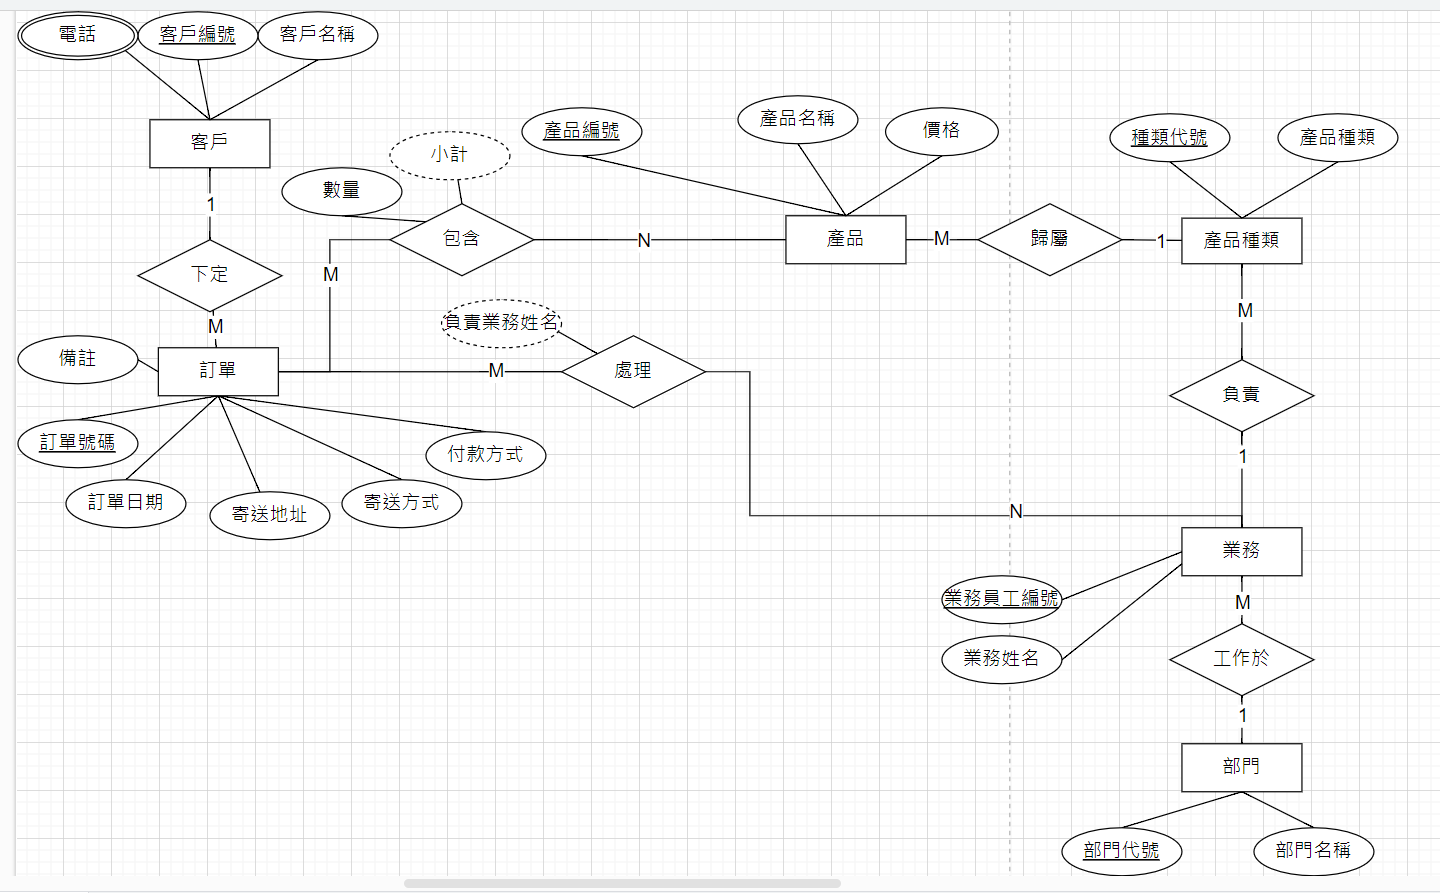 電話
客戶編號
客戶名稱
客戶
1
下定
M
備註
訂單
訂單號碼
訂單日期
寄送地址
寄送方式
付款方式
數量
小計
包含
M
N
產品編號
產品名稱
價格
產品
M
歸屬
1
種類代號
產品種類
產品種類
M
負責
1
負責業務姓名
處理
M
N
業務
業務員工編號
業務姓名
M
工作於
1
部門
部門代號
部門名稱